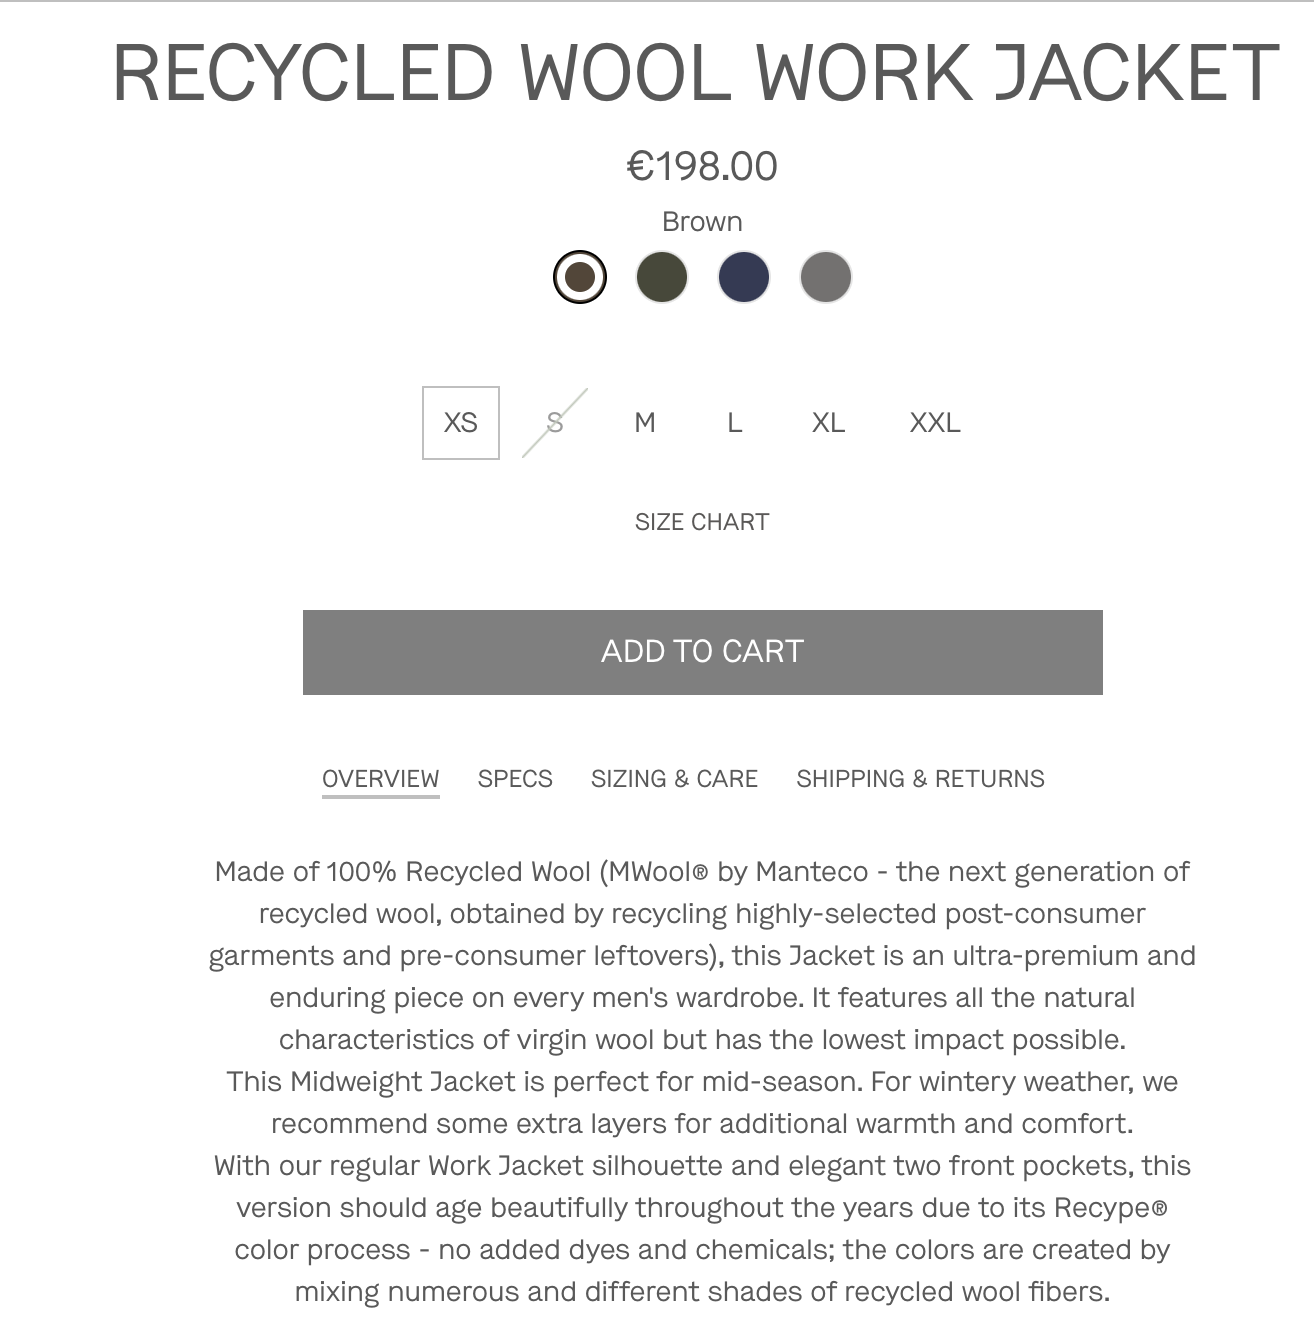 RECYCLED WOOL WORK JACKET
€198.00
Brown
XS S M L XL XXL
SIZE CHART
ADD TO CART
OVERVIEW SPECS SIZING & CARE SHIPPING & RETURNS
Made of 100% Recycled Wool (MWool® by Manteco - the next generation of
recycled wool, obtained by recycling highly-selected post-consumer
garments and pre-consumer leftovers), this Jacket is an ultra-premium and
enduring piece on every men's wardrobe. It features all the natural
characteristics of virgin wool but has the lowest impact possible.
This Midweight Jacket is perfect for mid-season. For wintery weather, we
recommend some extra layers for additional warmth and comfort.
With our regular Work Jacket silhouette and elegant two front pockets, this
version should age beautifully throughout the years due to its Recype®
color process - no added dyes and chemicals; the colors are created by
mixing numerous and different shades of recycled wool fibers.